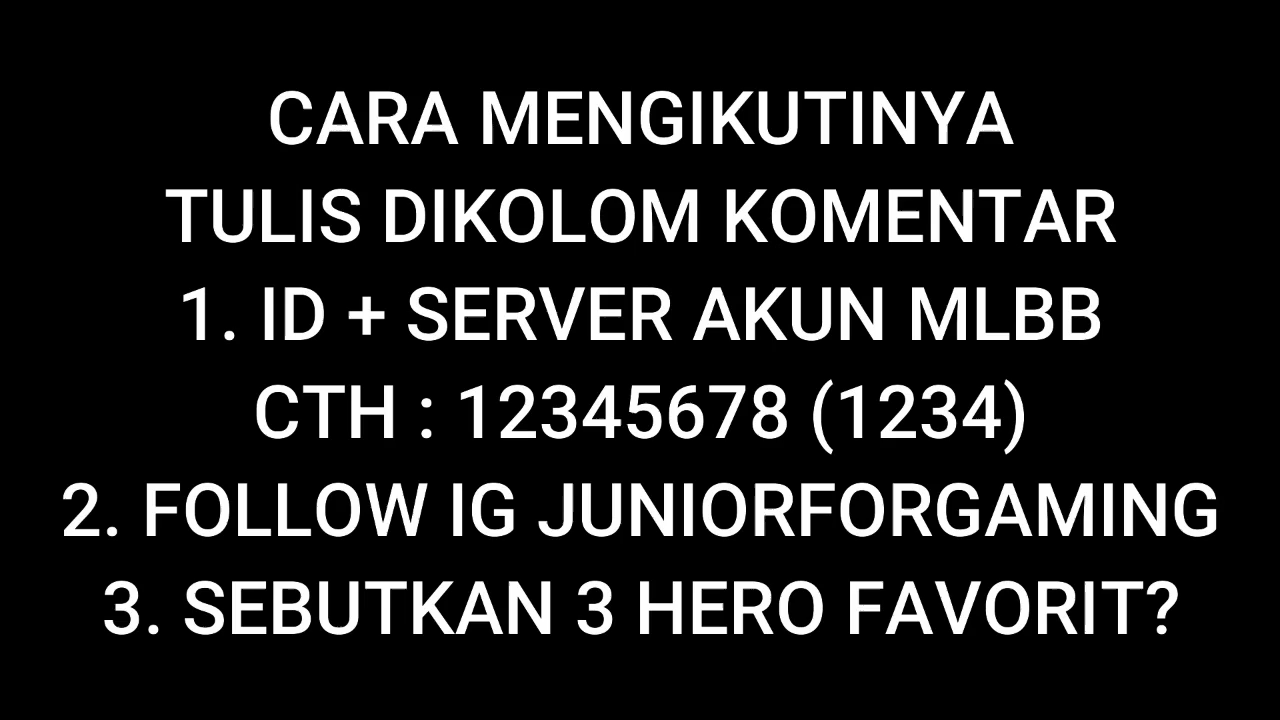 CARA MENGIKUTINYA
TULIS DIKOLOM KOMENTAR
1. ID + SERVER AKUN MLBB
CTH : 12345678 (1234)
2. FOLLOW IG JUNIORFORGAMING
3. SEBUTKAN 3 HERO FAVORIT?